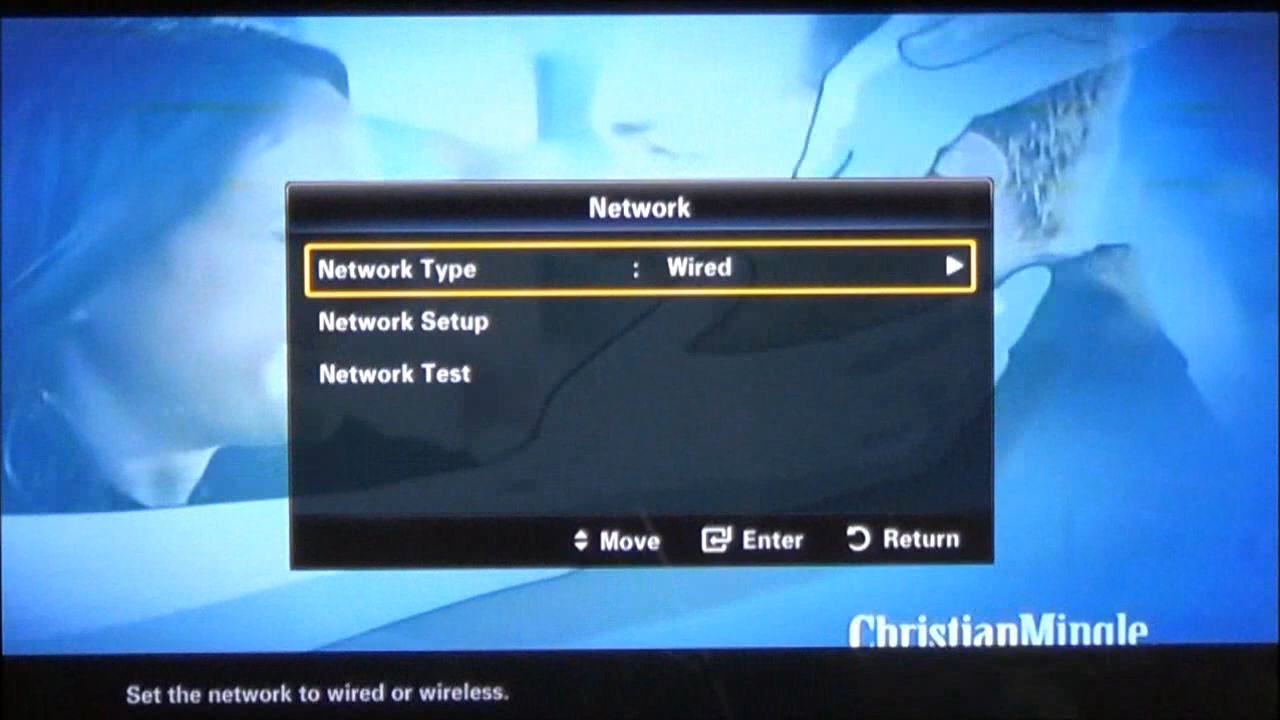 Network
Network Type : Wired
Network Setup
Network Test
Move Enter Return
ChristianMingle
Set the network to wired or wireless.